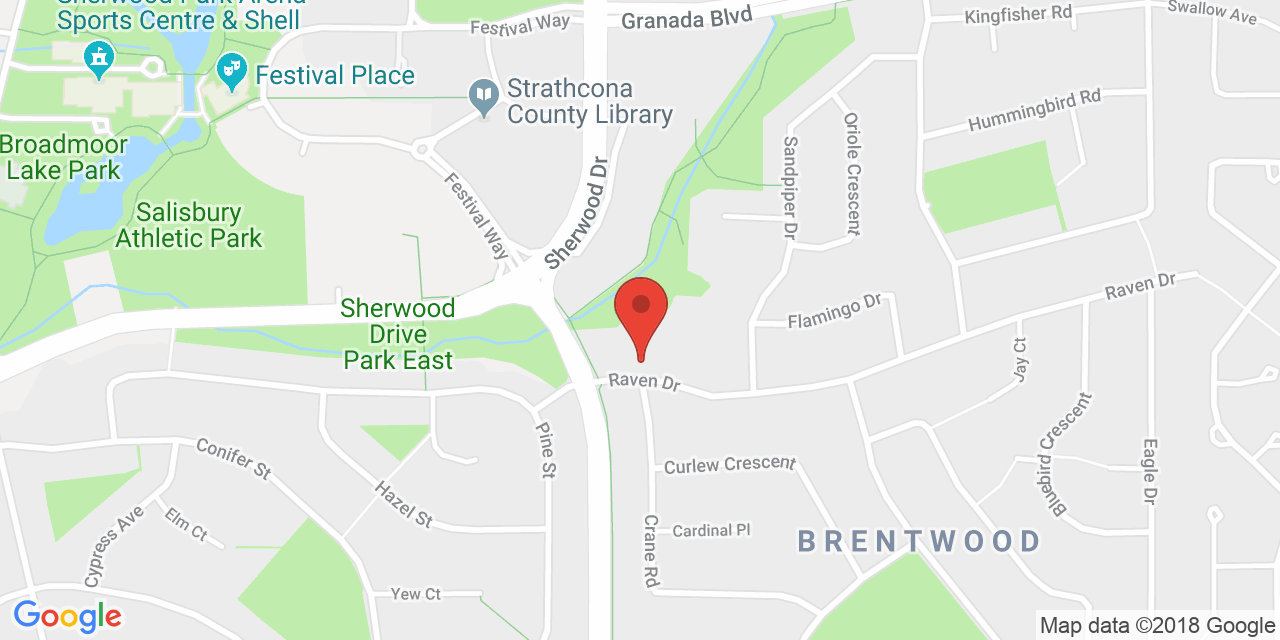 Sherwood Park Arena
Sports Centre & Shell
Festival Place
Broadmoor
Lake Park
Salisbury
Athletic Park
Festival Way
Granada Blvd
Strathcona
County Library
Sherwood Dr
Festival Way
Kingfisher Rd
Swallow Ave
Hummingbird Rd
Oriole Crescent
Sandpiper Dr
Sherwood
Drive
Park East
Flamingo Dr
Raven Dr
Raven Dr
Jay Ct
Bluebird Crescent
Eagle Dr
Conifer St
Pine St
Hazel St
Elm Ct
Cypress Ave
Yew Ct
Curlew Crescent
Cardinal Pl
Crane Rd
BRENTWOOD
Google
Map data ©2018 Google